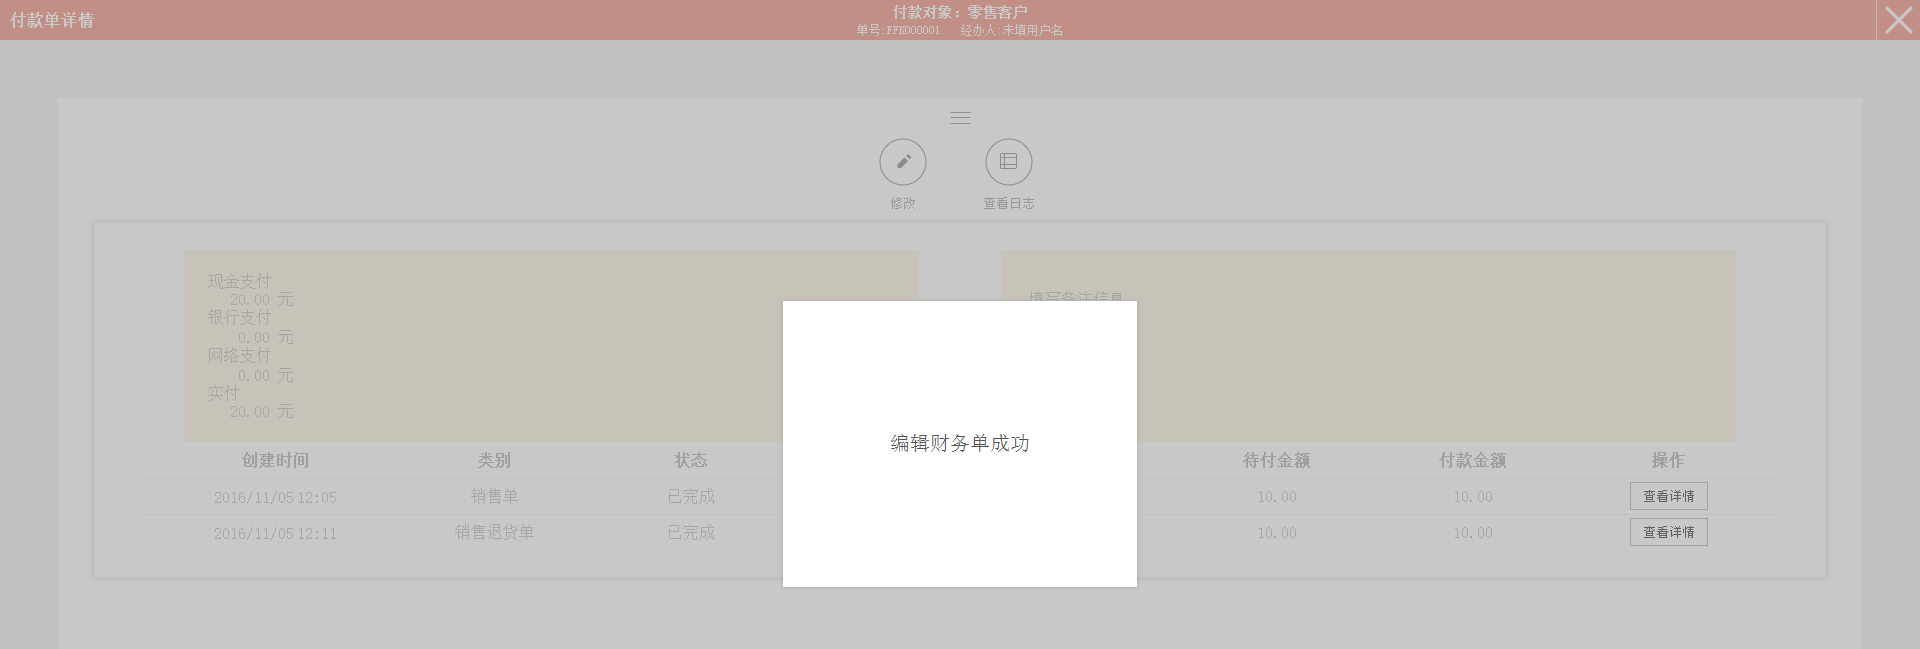 付款单详情
付款对象：零售客户
单号:FFK000001 经办人:未填用户名
修改 查看日志
现金支付
20.00 元
银行支付
0.00 元
网络支付
0.00 元
实付
20.00 元
填写备注信息
编辑财务单成功
创建时间 类别 状态 待付金额 付款金额 操作
2016/11/05 12:05 销售单 已完成 10.00 10.00 查看详情
2016/11/05 12:11 销售退货单 已完成 10.00 10.00 查看详情